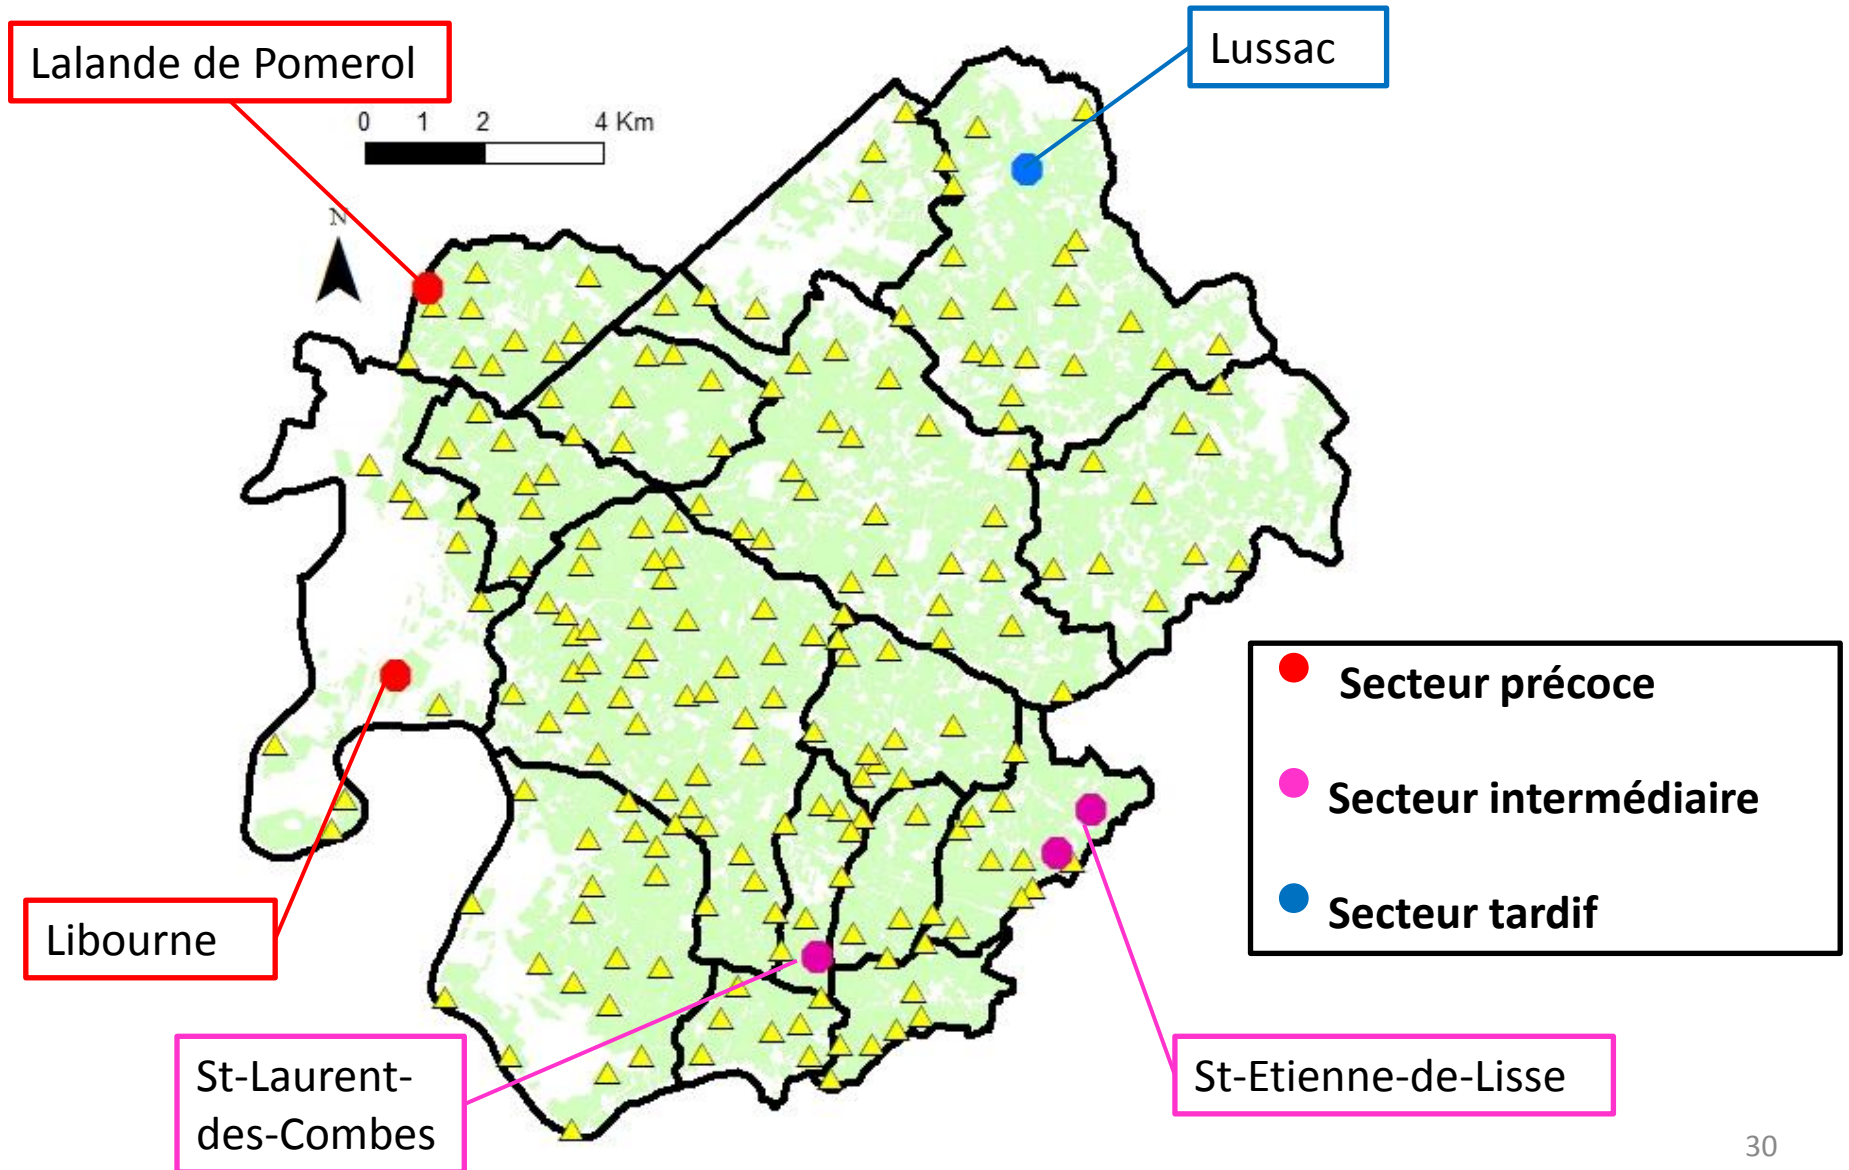 Lalande de Pomerol
Lussac
0 1 2 4 Km
N
Secteur précoce
Secteur intermédiaire
Secteur tardif
Libourne
St-Laurent-
des-Combes
St-Etienne-de-Lisse
30